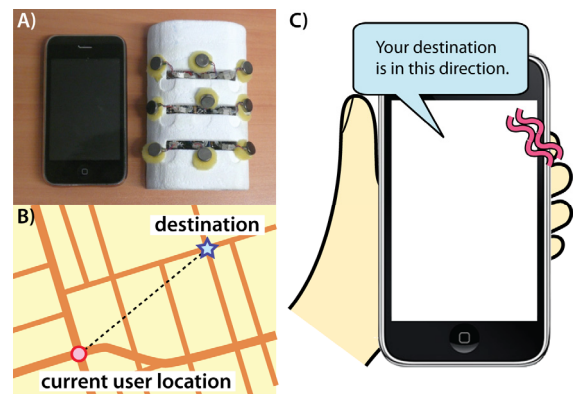 A)
B)
destination
current user location
C)
Your destination
is in this direction.